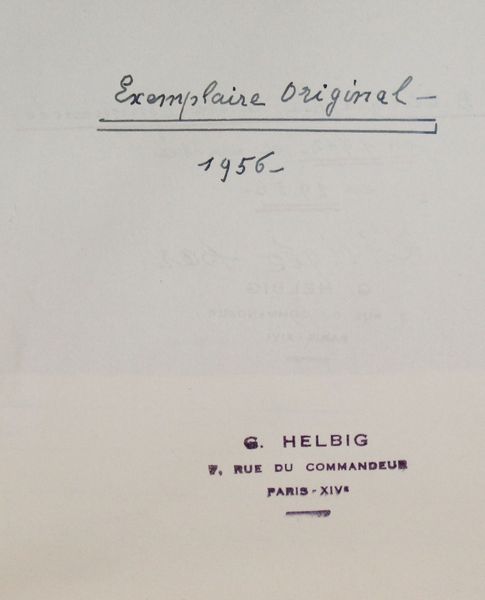 Exemplaire Original -
1956 -
G. HELBIG
7, RUE DU COMMANDEUR
PARIS - XIVᵉ